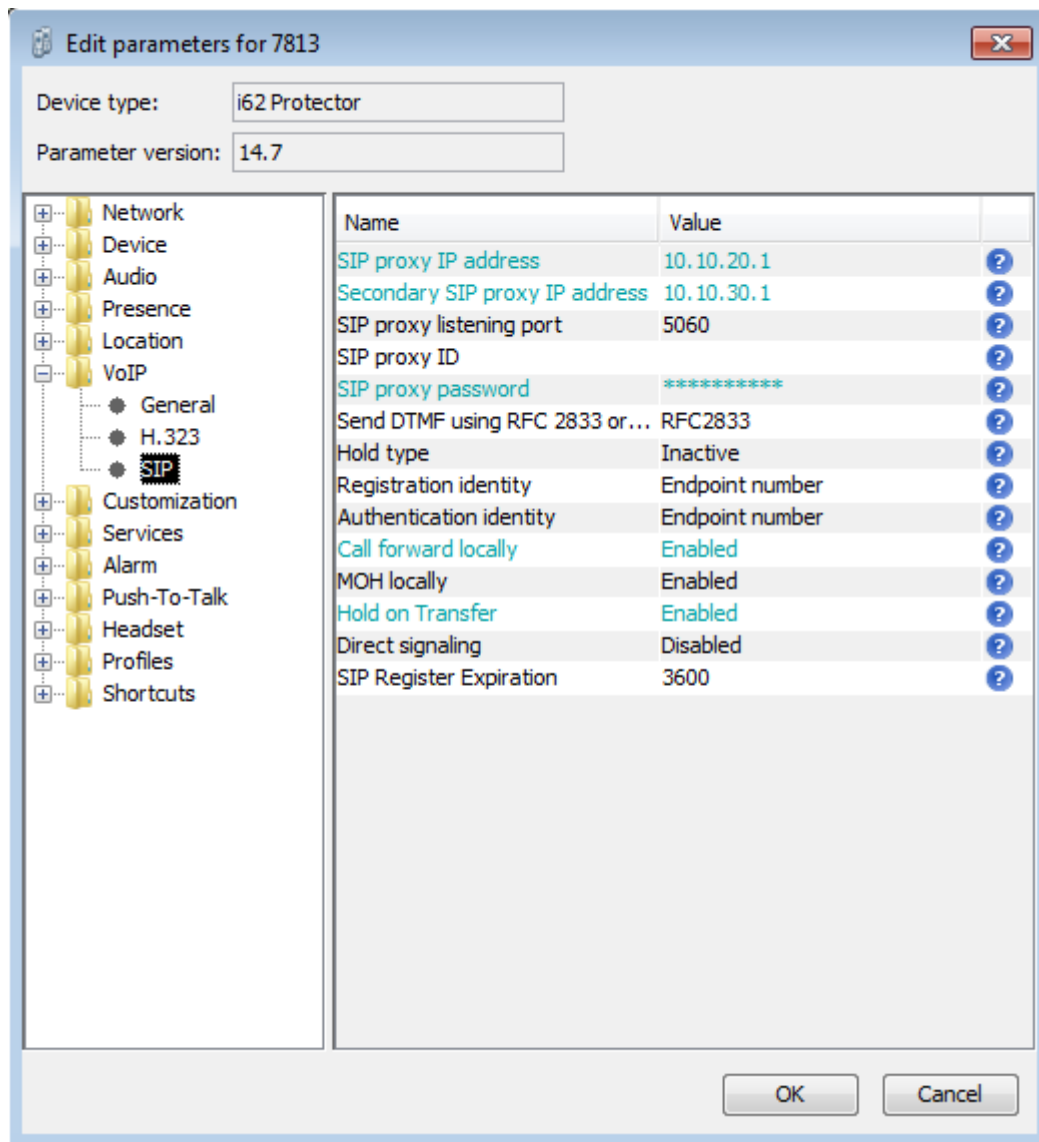 Edit parameters for 7813
Device type: i62 Protector
Parameter version: 14.7
Network
Device
Audio
Presence
Location
VoIP
General
H.323
SIP
Customization
Services
Alarm
Push-To-Talk
Headset
Profiles
Shortcuts
Name Value
SIP proxy IP address 10.10.20.1
Secondary SIP proxy IP address 10.10.30.1
SIP proxy listening port 5060
SIP proxy ID
SIP proxy password **********
Send DTMF using RFC 2833 or... RFC2833
Hold type Inactive
Registration identity Endpoint number
Authentication identity Endpoint number
Call forward locally Enabled
MOH locally Enabled
Hold on Transfer Enabled
Direct signaling Disabled
SIP Register Expiration 3600
OK Cancel